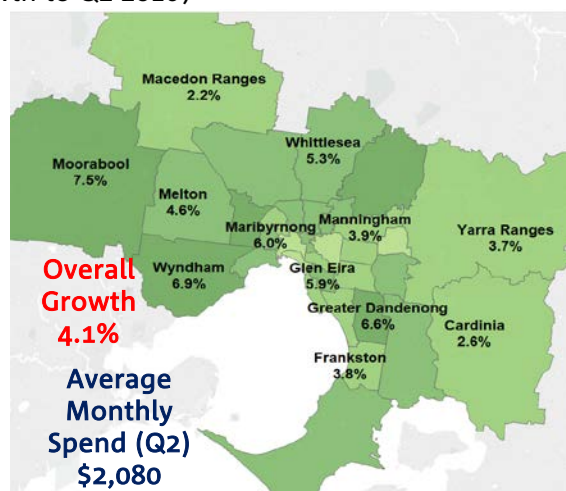 Macedon Ranges
2.2%
Whittlesea
5.3%
Moorabool
7.5%
Melton
4.6%
Maribyrnong
6.0%
Manningham
3.9%
Yarra Ranges
3.7%
Wyndham
6.9%
Glen Eira
5.9%
Overall
Growth
4.1%
Greater Dandenong
6.6%
Cardinia
2.6%
Frankston
3.8%
Average
Monthly
Spend (Q2)
$2,080